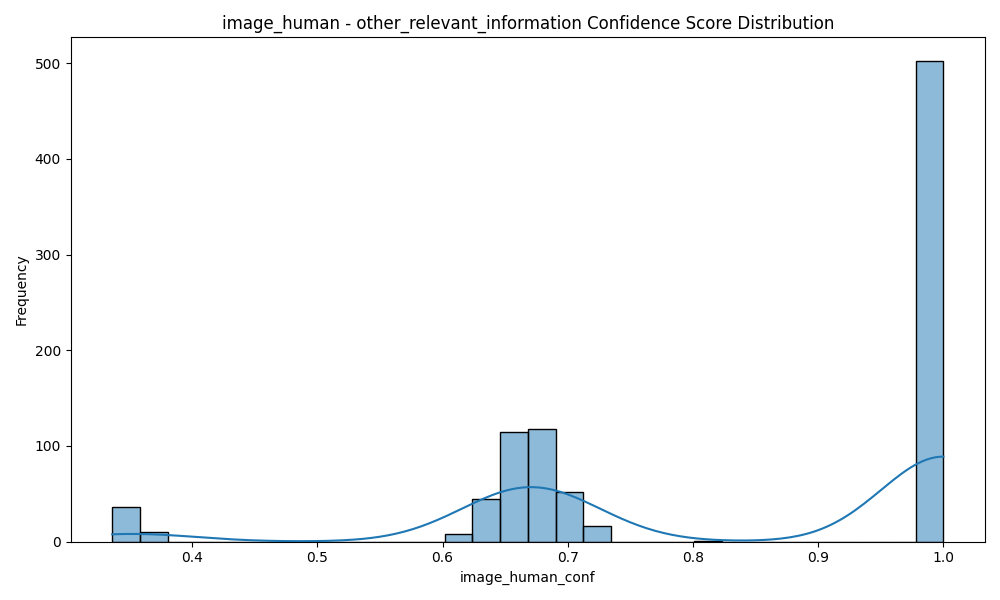 image_human - other_relevant_information Confidence Score Distribution
500
400
300
200
100
0
Frequency
0.4 0.5 0.6 0.7 0.8 0.9 1.0
image_human_conf